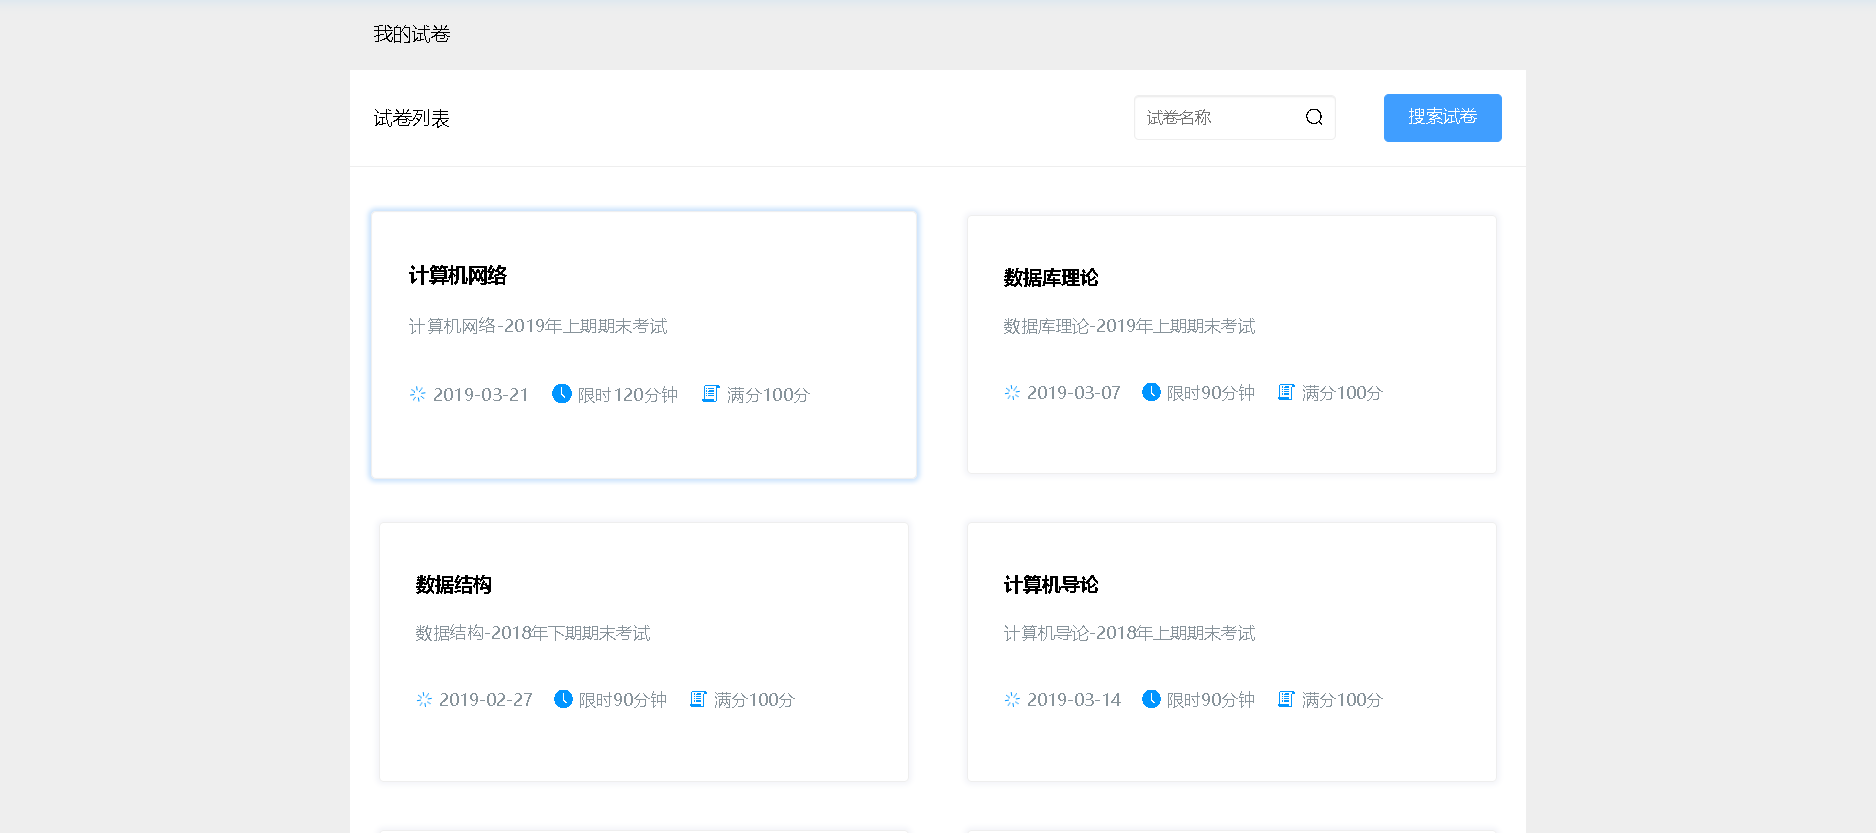 我的试卷
试卷列表
试卷名称
搜索试卷
计算机网络
计算机网络-2019年上期期末考试
2019-03-21 限时120分钟 满分100分
数据库理论
数据库理论-2019年上期期末考试
2019-03-07 限时90分钟 满分100分
数据结构
数据结构-2018年下期期末考试
2019-02-27 限时90分钟 满分100分
计算机导论
计算机导论-2018年上期期末考试
2019-03-14 限时90分钟 满分100分